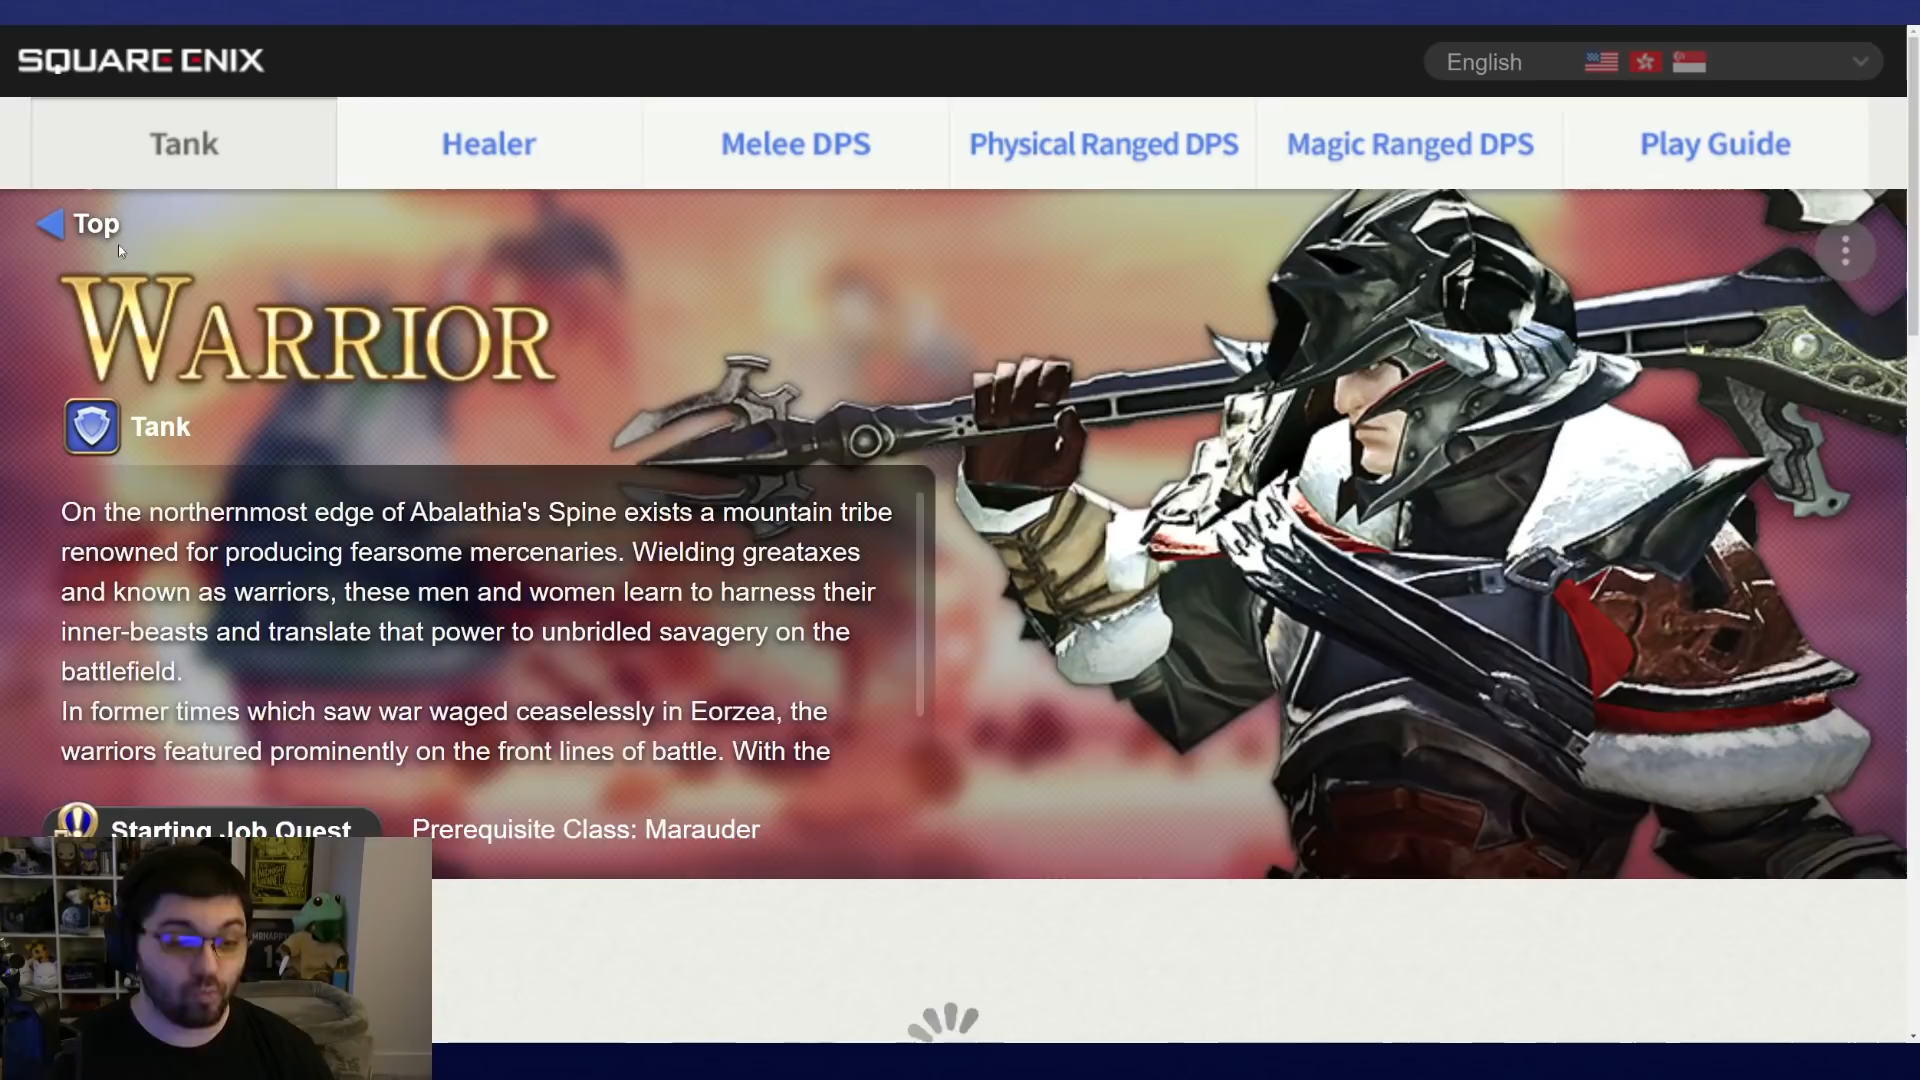 SQUARE ENIX
English
Tank
Healer
Melee DPS
Physical Ranged DPS
Magic Ranged DPS
Play Guide
Top
WARRIOR
Tank
On the northernmost edge of Abalathia's Spine exists a mountain tribe
renowned for producing fearsome mercenaries. Wielding greataxes
and known as warriors, these men and women learn to harness their
inner-beasts and translate that power to unbridled savagery on the
battlefield.
In former times which saw war waged ceaselessly in Eorzea, the
warriors featured prominently on the front lines of battle. With the
Starting Job Quest
Prerequisite Class: Marauder